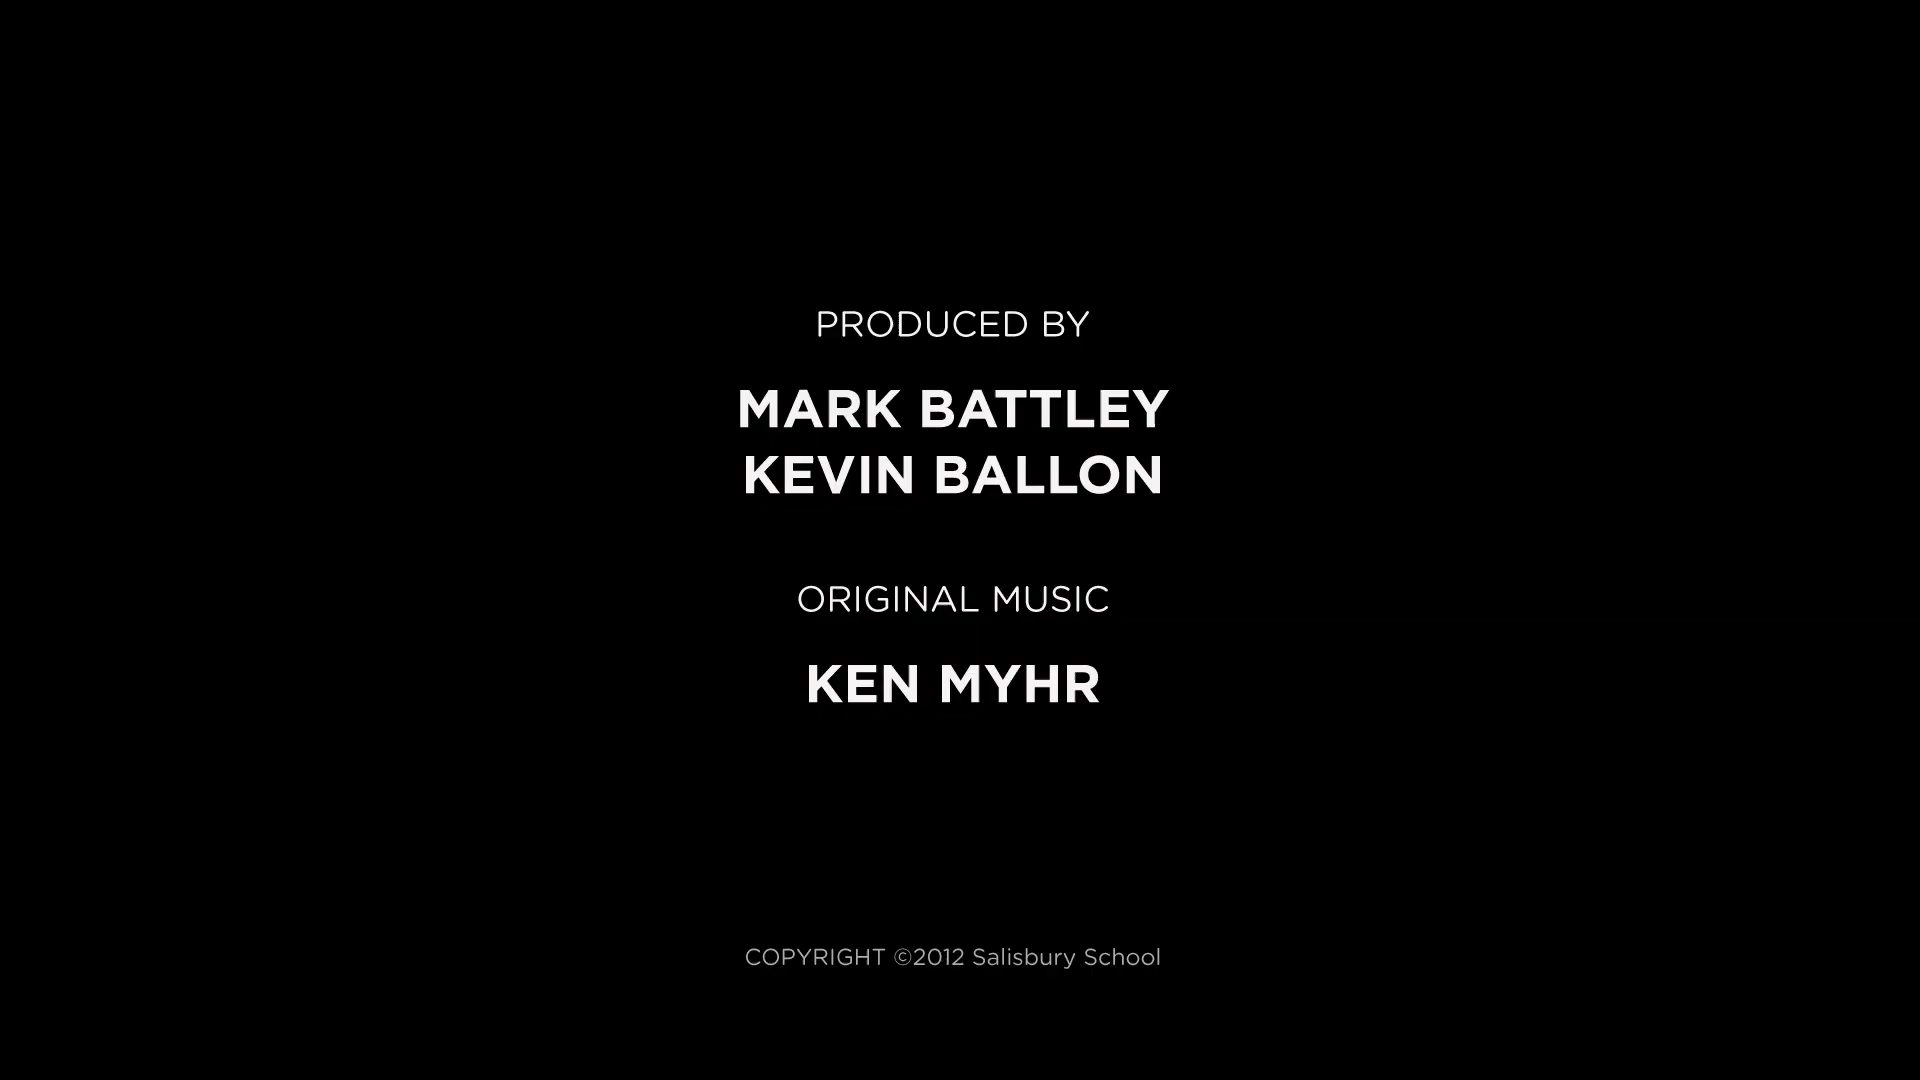 PRODUCED BY
MARK BATTLEY
KEVIN BALLON
ORIGINAL MUSIC
KEN MYHR
COPYRIGHT ©2012 Salisbury School